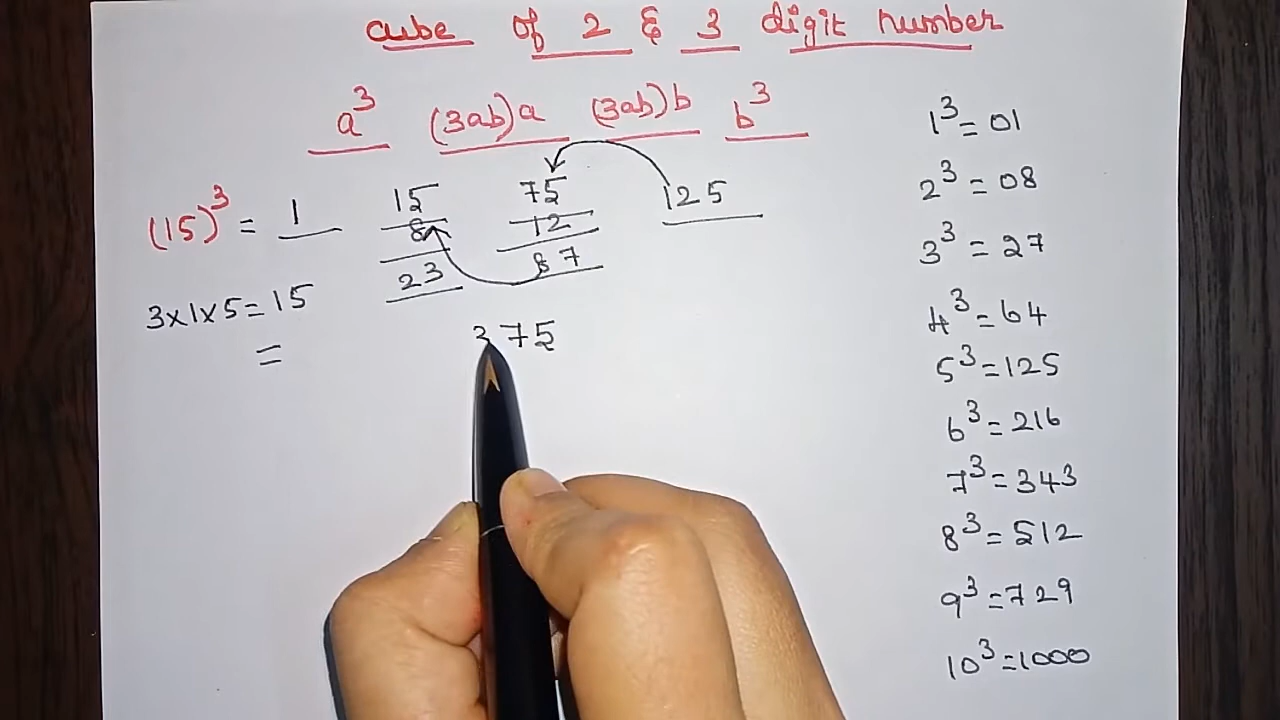 cube of 2 & 3 digit number
a³ (3ab)a (3ab)b b³
(15)³ = 1 15 75 125
8 12
23 87
3x1x5=15
= 375
1³ = 01
2³ = 08
3³ = 27
4³ = 64
5³ = 125
6³ = 216
7³ = 343
8³ = 512
9³ = 729
10³ = 1000